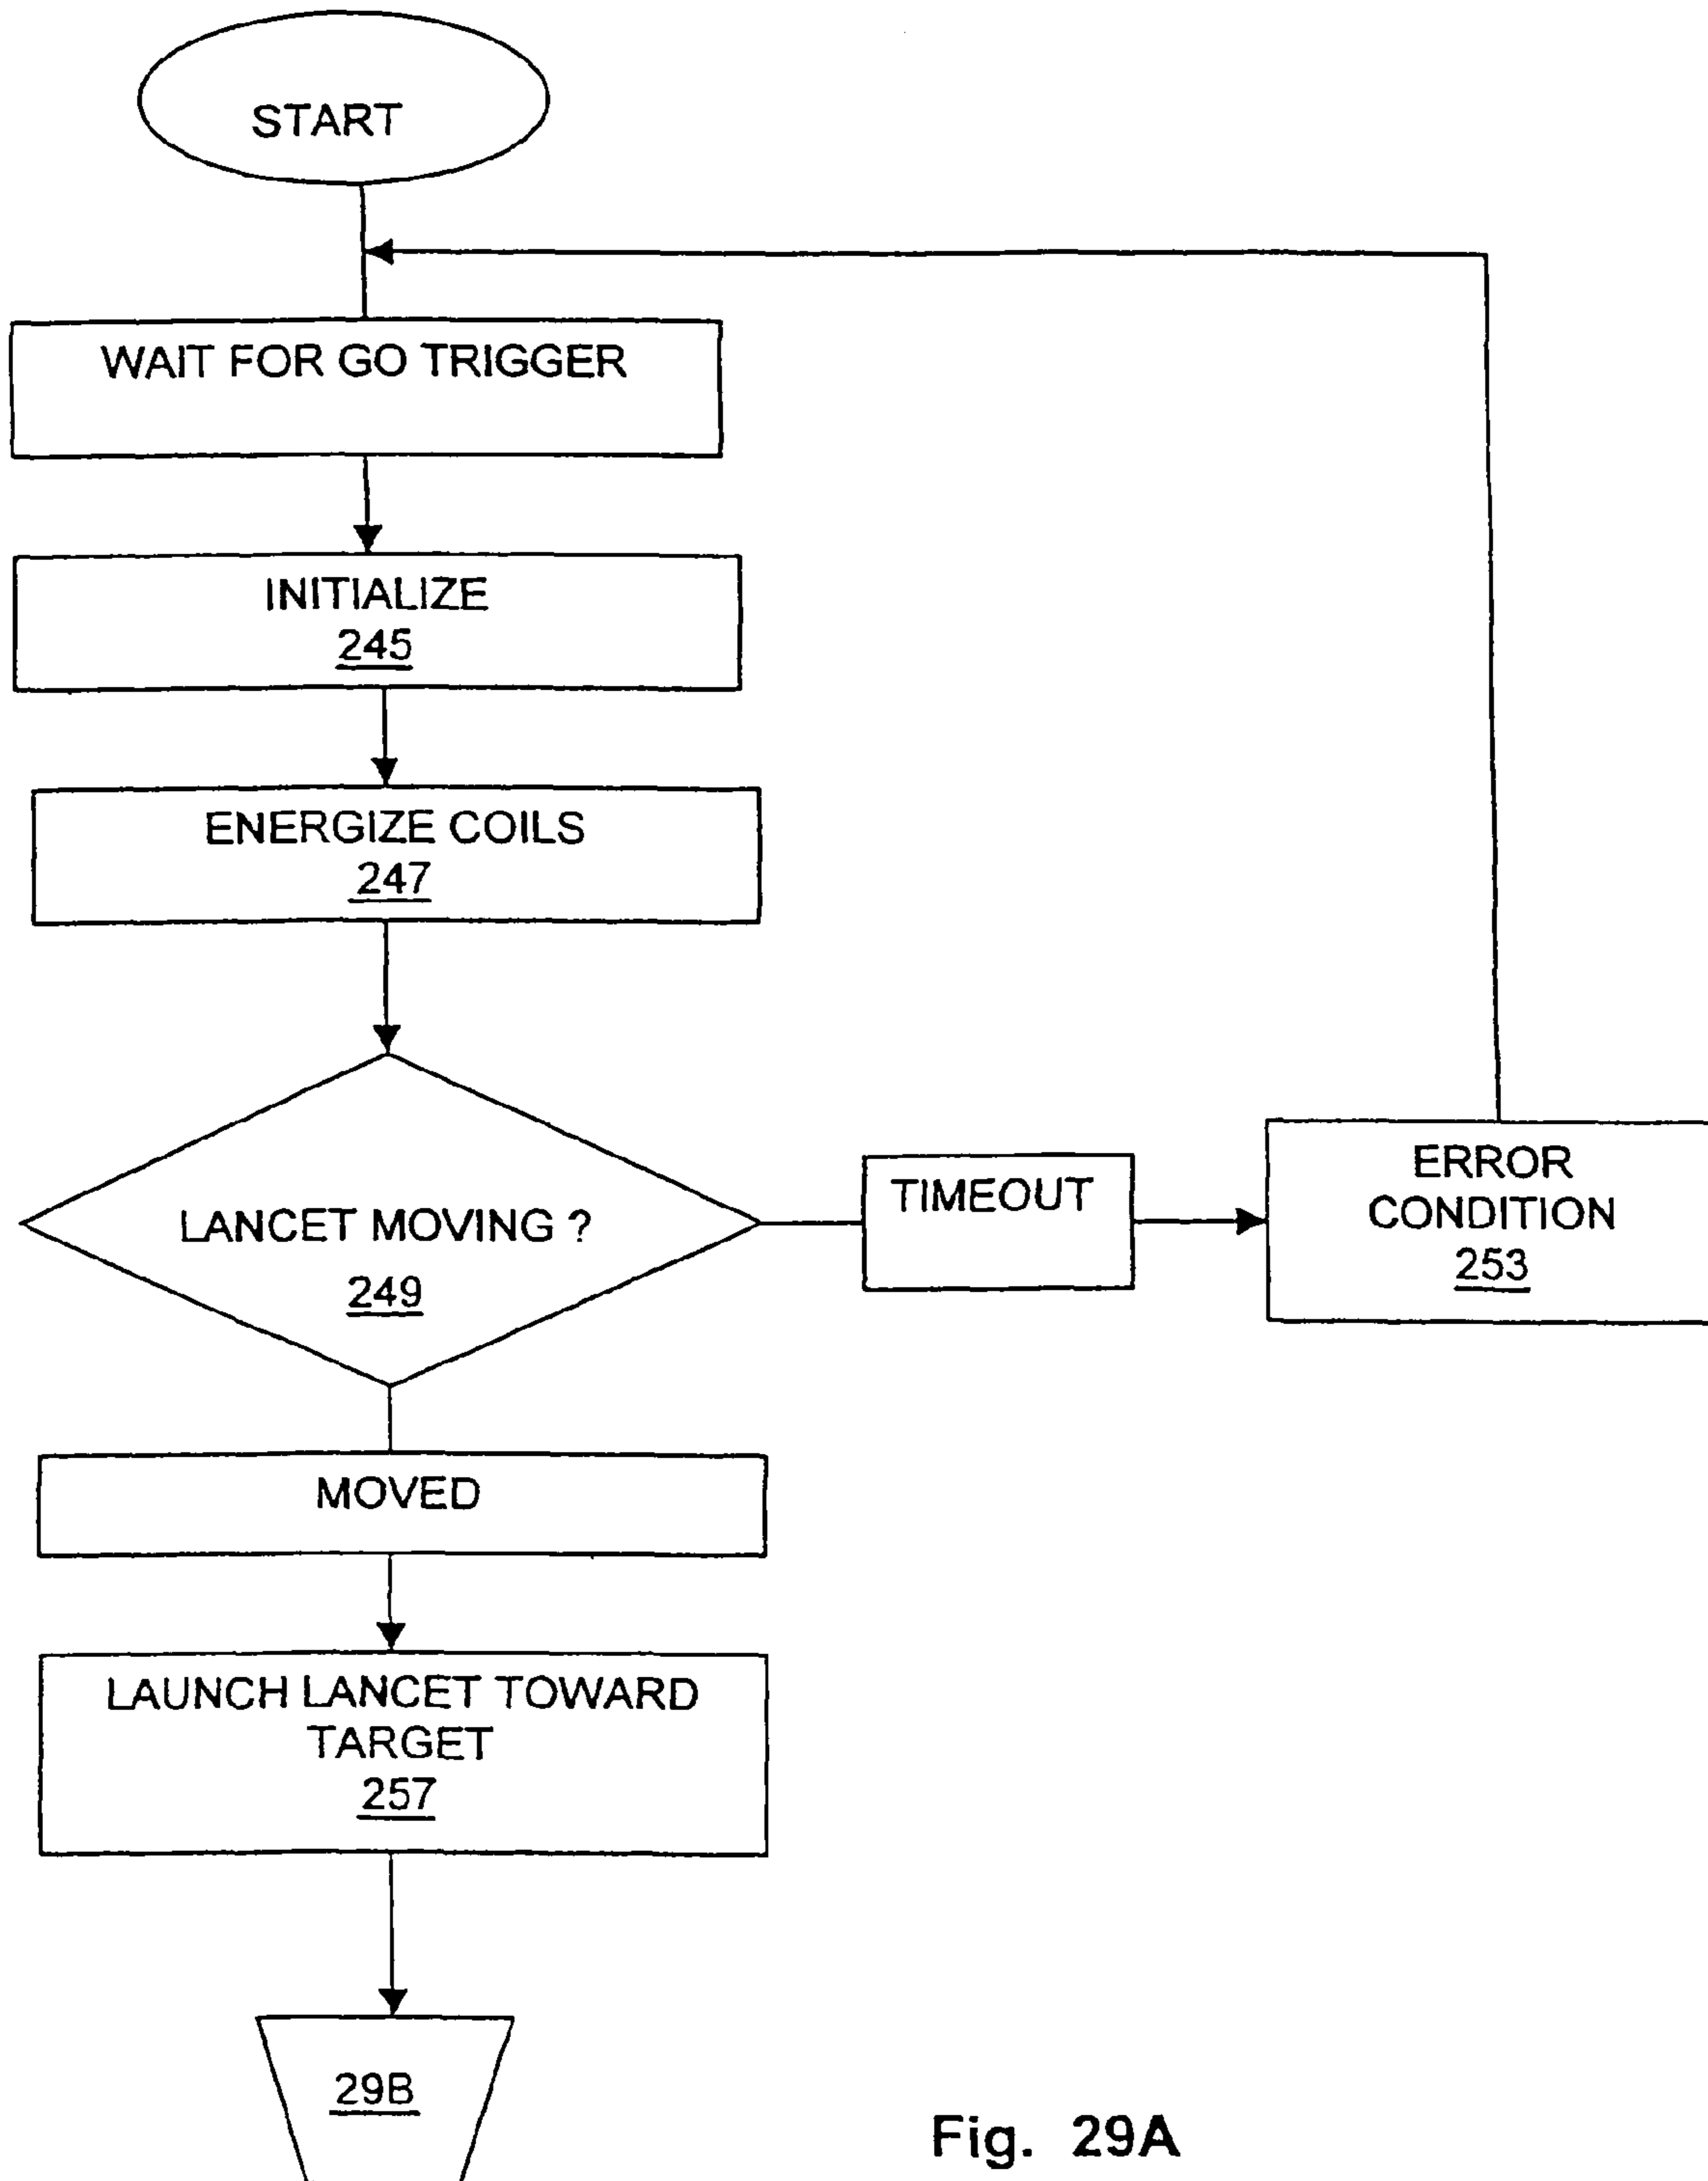 START
WAIT FOR GO TRIGGER
INITIALIZE
245
ENERGIZE COILS
247
LANCET MOVING ?
249
TIMEOUT
ERROR
CONDITION
253
MOVED
LAUNCH LANCET TOWARD
TARGET
257
29B
Fig. 29A